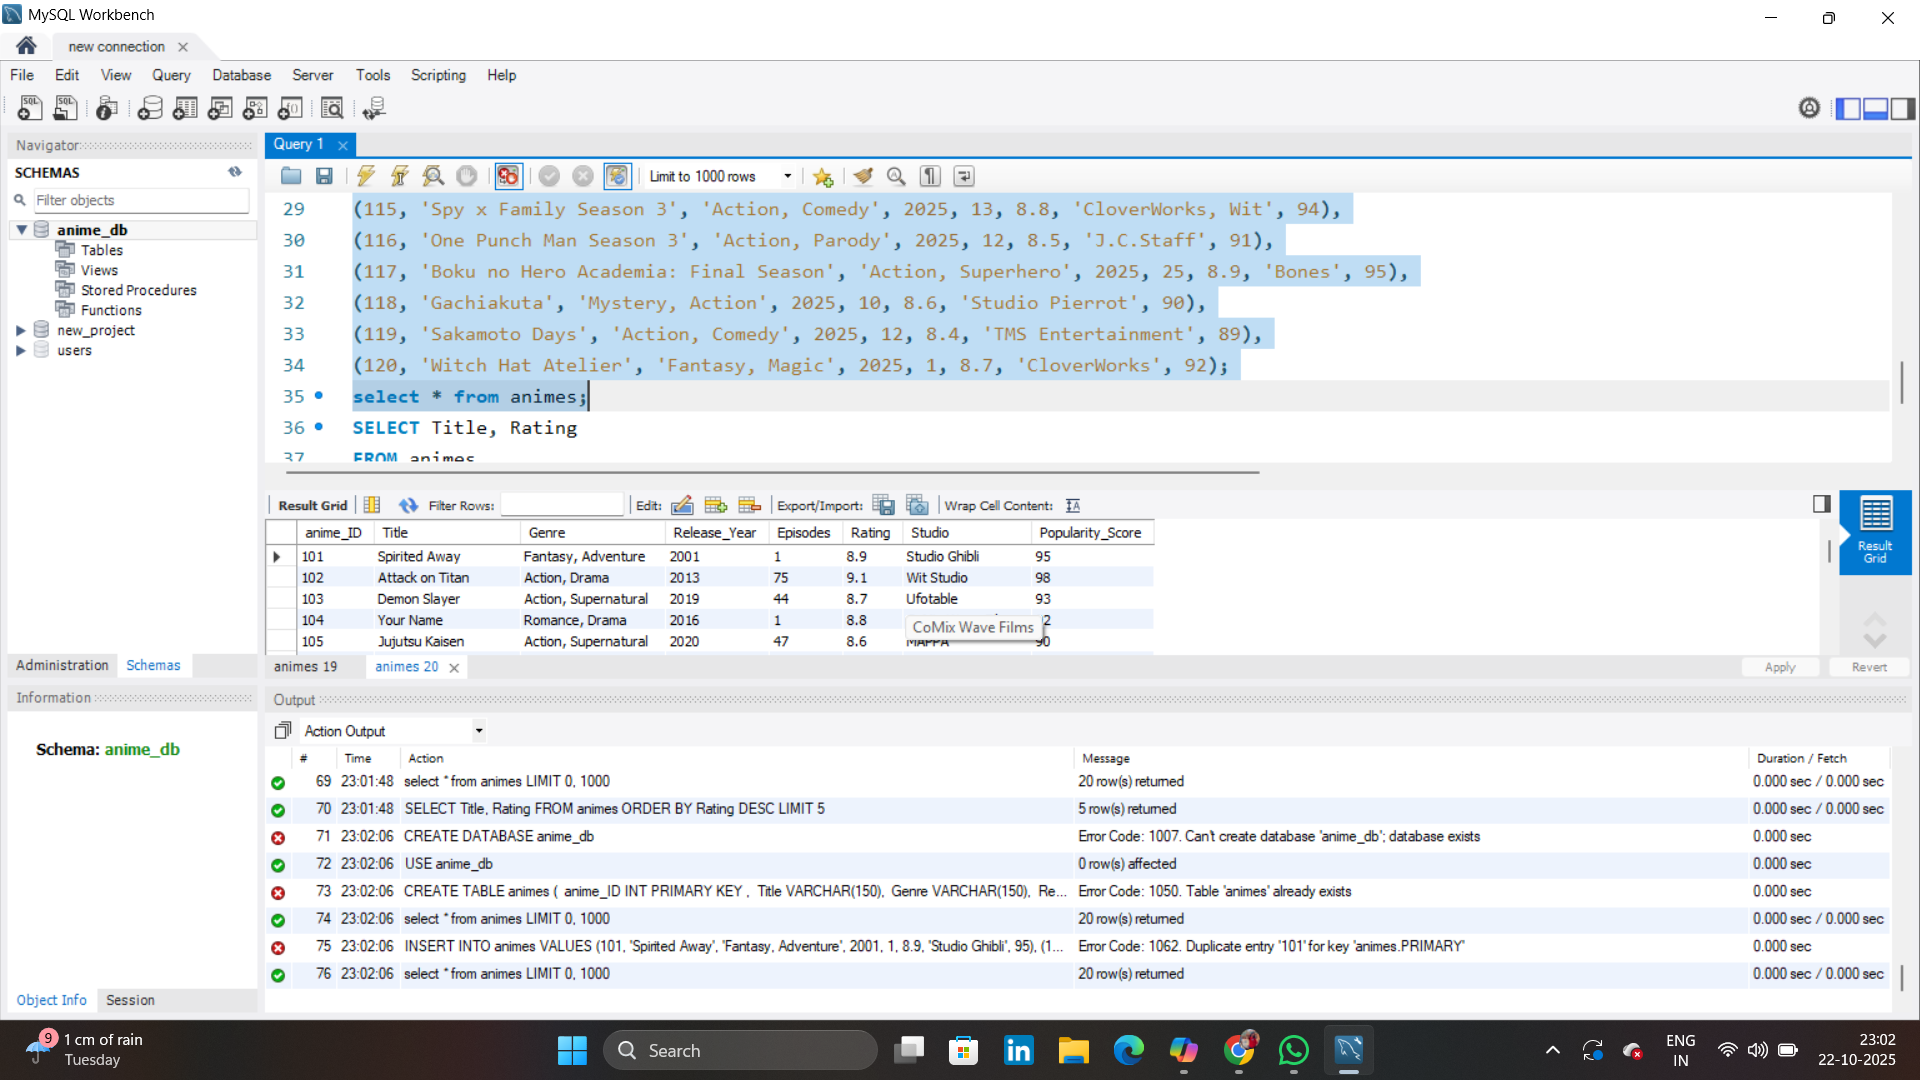 MySQL Workbench
new connection
File Edit View Query Database Server Tools Scripting Help
Navigator
SCHEMAS
Filter objects
anime_db
Tables
Views
Stored Procedures
Functions
new_project
users
Administration Schemas
Information
Schema: anime_db
Object Info Session
Query 1
Limit to 1000 rows
29 (115, 'Spy x Family Season 3', 'Action, Comedy', 2025, 13, 8.8, 'CloverWorks, Wit', 94),
30 (116, 'One Punch Man Season 3', 'Action, Parody', 2025, 12, 8.5, 'J.C.Staff', 91),
31 (117, 'Boku no Hero Academia: Final Season', 'Action, Superhero', 2025, 25, 8.9, 'Bones', 95),
32 (118, 'Gachiakuta', 'Mystery, Action', 2025, 10, 8.6, 'Studio Pierrot', 90),
33 (119, 'Sakamoto Days', 'Action, Comedy', 2025, 12, 8.4, 'TMS Entertainment', 89),
34 (120, 'Witch Hat Atelier', 'Fantasy, Magic', 2025, 1, 8.7, 'CloverWorks', 92);
35 select * from animes;
36 SELECT Title, Rating
37 FROM animes
Result Grid Filter Rows: Edit: Export/Import: Wrap Cell Content:
anime_ID Title Genre Release_Year Episodes Rating Studio Popularity_Score
101 Spirited Away Fantasy, Adventure 2001 1 8.9 Studio Ghibli 95
102 Attack on Titan Action, Drama 2013 75 9.1 Wit Studio 98
103 Demon Slayer Action, Supernatural 2019 44 8.7 Ufotable 93
104 Your Name Romance, Drama 2016 1 8.8
CoMix Wave Films
105 Jujutsu Kaisen Action, Supernatural 2020 47 8.6 MAPPA 90
Result
Grid
animes 19 animes 20
Apply Revert
Output
Action Output
# Time Action Message Duration / Fetch
69 23:01:48 select * from animes LIMIT 0, 1000 20 row(s) returned 0.000 sec / 0.000 sec
70 23:01:48 SELECT Title, Rating FROM animes ORDER BY Rating DESC LIMIT 5 5 row(s) returned 0.000 sec / 0.000 sec
71 23:02:06 CREATE DATABASE anime_db Error Code: 1007. Can't create database 'anime_db'; database exists 0.000 sec
72 23:02:06 USE anime_db 0 row(s) affected 0.000 sec
73 23:02:06 CREATE TABLE animes ( anime_ID INT PRIMARY KEY , Title VARCHAR(150), Genre VARCHAR(150), Re... Error Code: 1050. Table 'animes' already exists 0.000 sec
74 23:02:06 select * from animes LIMIT 0, 1000 20 row(s) returned 0.000 sec / 0.000 sec
75 23:02:06 INSERT INTO animes VALUES (101, 'Spirited Away', 'Fantasy, Adventure', 2001, 1, 8.9, 'Studio Ghibli', 95), (1... Error Code: 1062. Duplicate entry '101' for key 'animes.PRIMARY' 0.000 sec
76 23:02:06 select * from animes LIMIT 0, 1000 20 row(s) returned 0.000 sec / 0.000 sec
9
1 cm of rain
Tuesday
Search
ENG
IN
23:02
22-10-2025